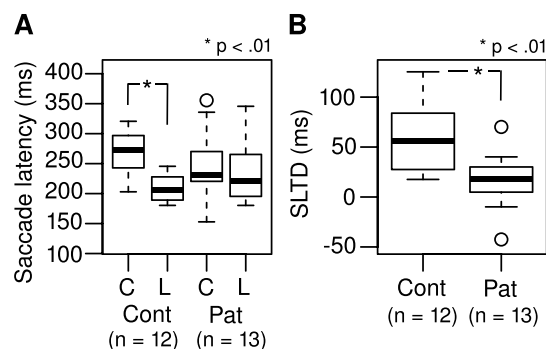 A
* p < .01
Saccade latency (ms)
400
350
300
250
200
150
100
*
C L C L
Cont Pat
(n = 12) (n = 13)
B
* p < .01
SLTD (ms)
100
50
0
-50
*
Cont Pat
(n = 12) (n = 13)